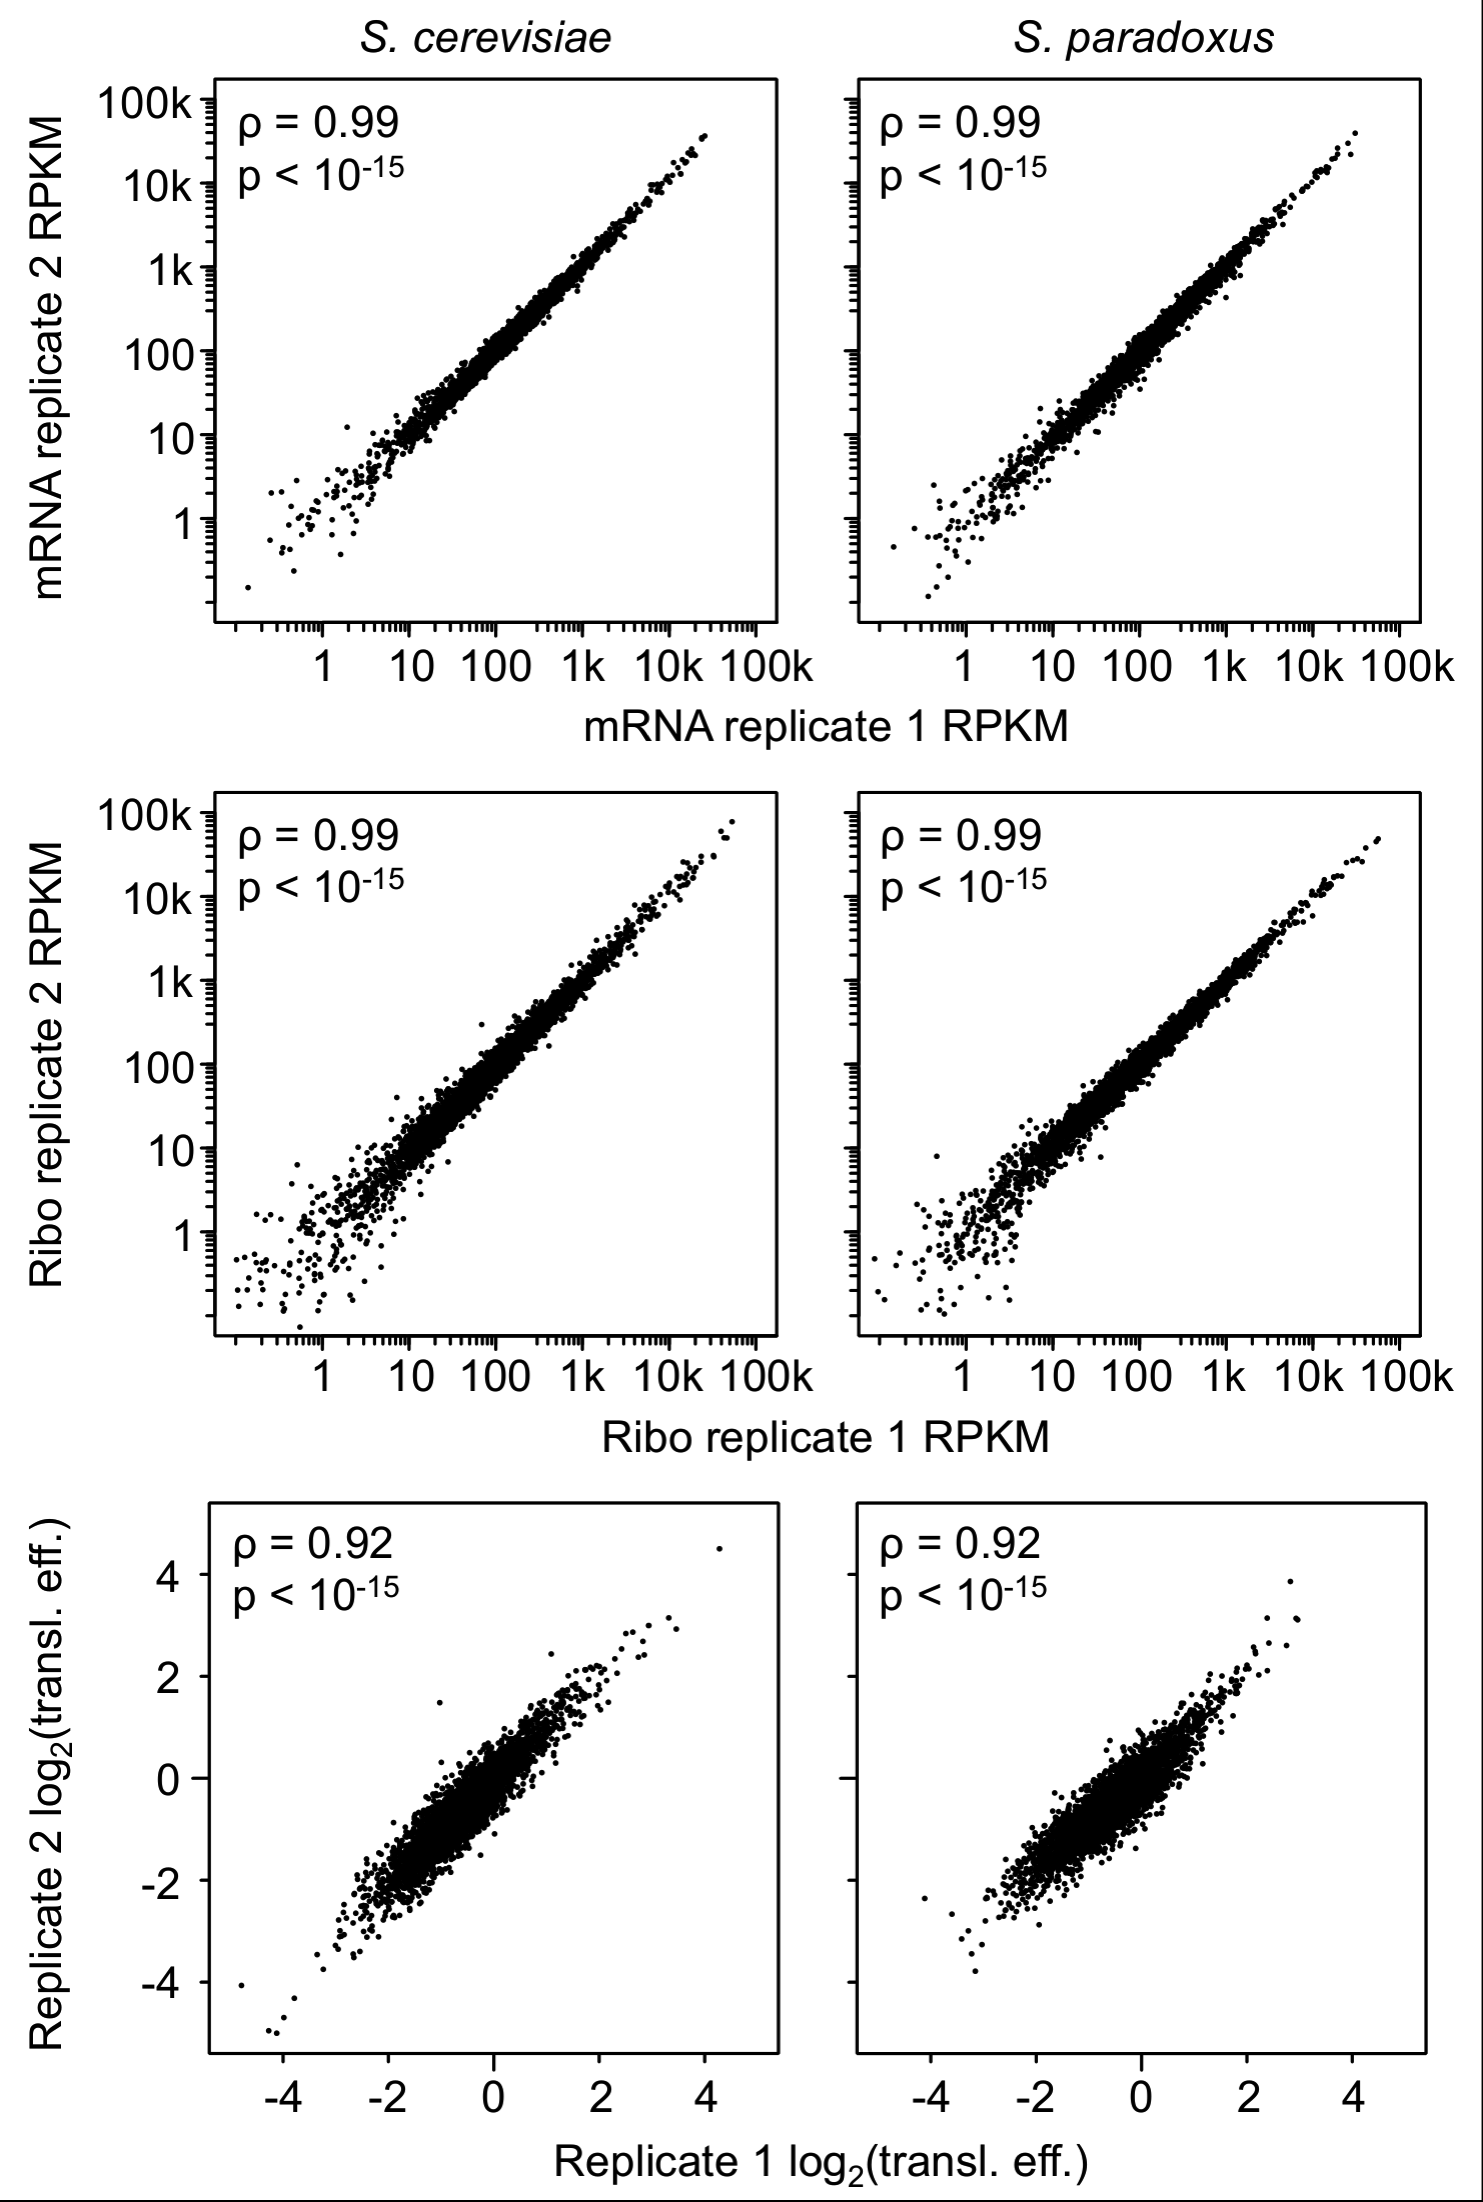 S. cerevisiae
S. paradoxus
mRNA replicate 2 RPKM
100k
10k
1k
100
10
1
ρ = 0.99
p < 10-15
ρ = 0.99
p < 10-15
1 10 100 1k 10k 100k
1 10 100 1k 10k 100k
mRNA replicate 1 RPKM
Ribo replicate 2 RPKM
100k
10k
1k
100
10
1
ρ = 0.99
p < 10-15
ρ = 0.99
p < 10-15
1 10 100 1k 10k 100k
1 10 100 1k 10k 100k
Ribo replicate 1 RPKM
Replicate 2 log2(transl. eff.)
4
2
0
-2
-4
ρ = 0.92
p < 10-15
ρ = 0.92
p < 10-15
-4 -2 0 2 4
-4 -2 0 2 4
Replicate 1 log2(transl. eff.)